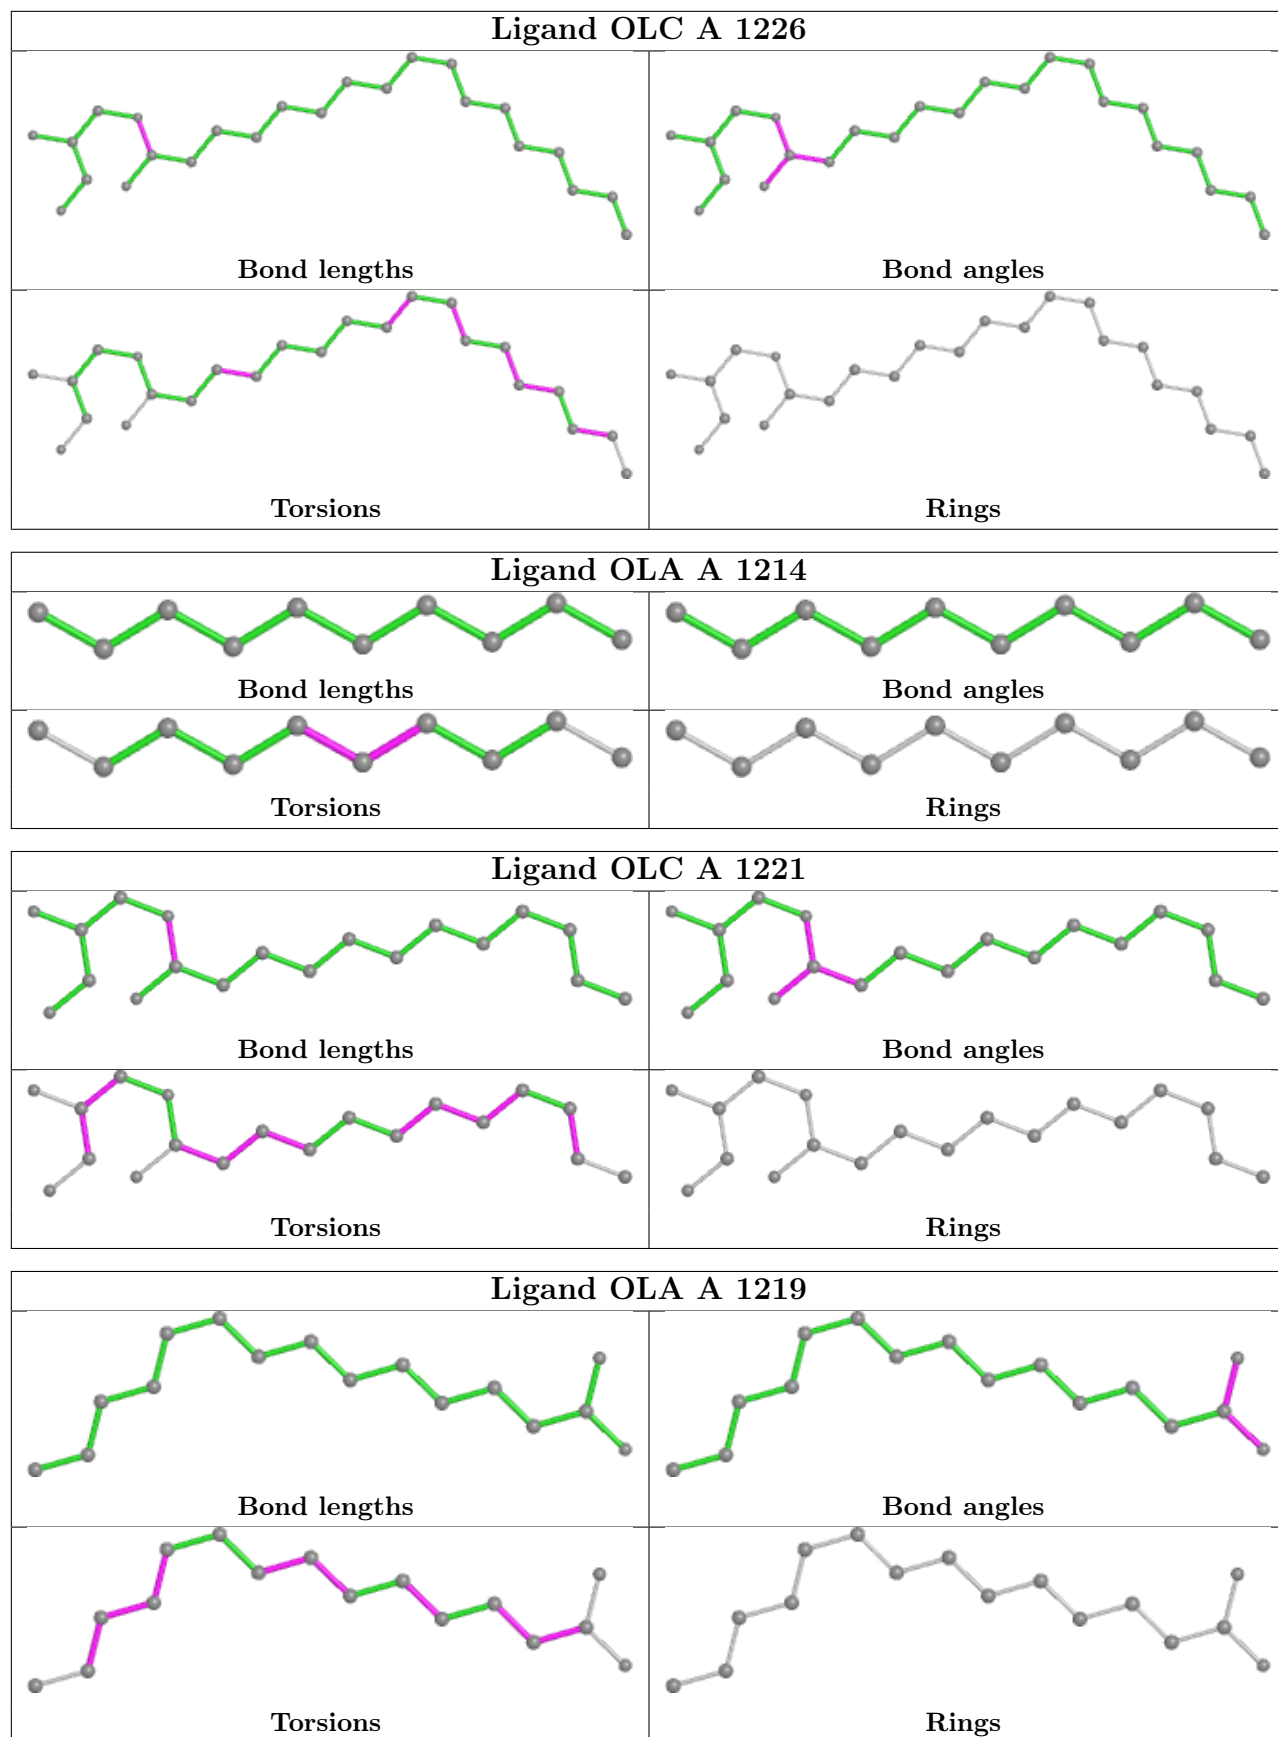 Ligand OLC A 1226
Bond lengths
Bond angles
Torsions
Rings
Ligand OLA A 1214
Bond lengths
Bond angles
Torsions
Rings
Ligand OLC A 1221
Bond lengths
Bond angles
Torsions
Rings
Ligand OLA A 1219
Bond lengths
Bond angles
Torsions
Rings